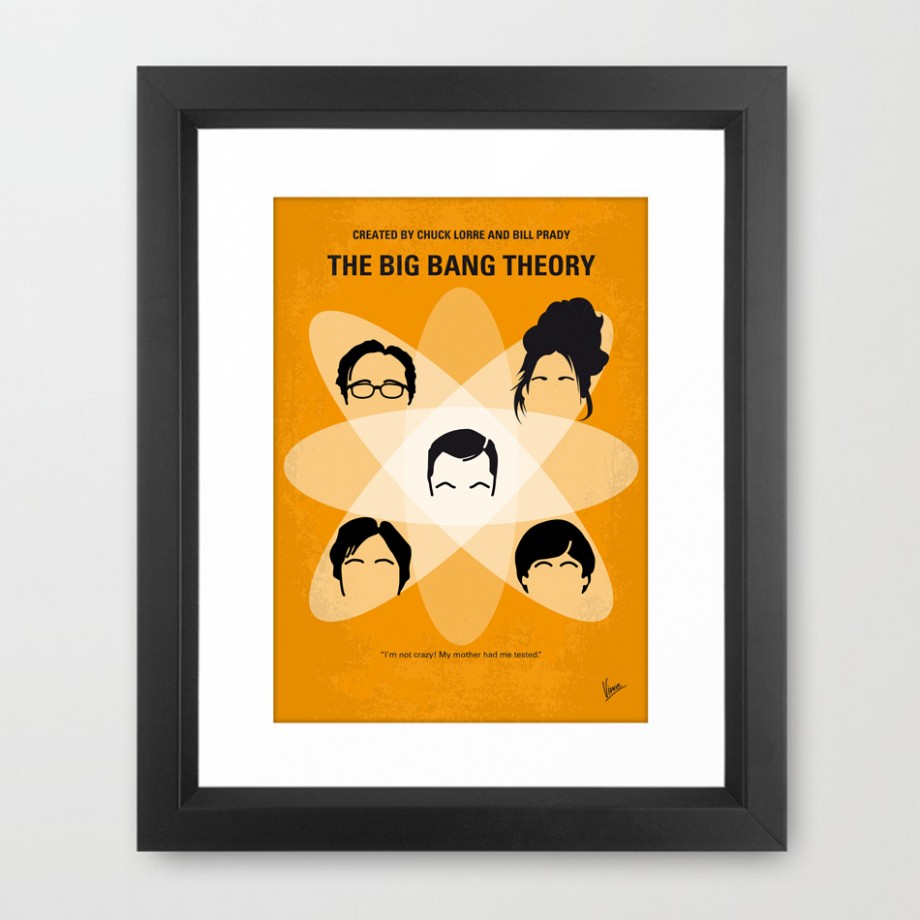 CREATED BY CHUCK LORRE AND BILL PRADY
THE BIG BANG THEORY
"I'm not crazy! My mother had me tested."